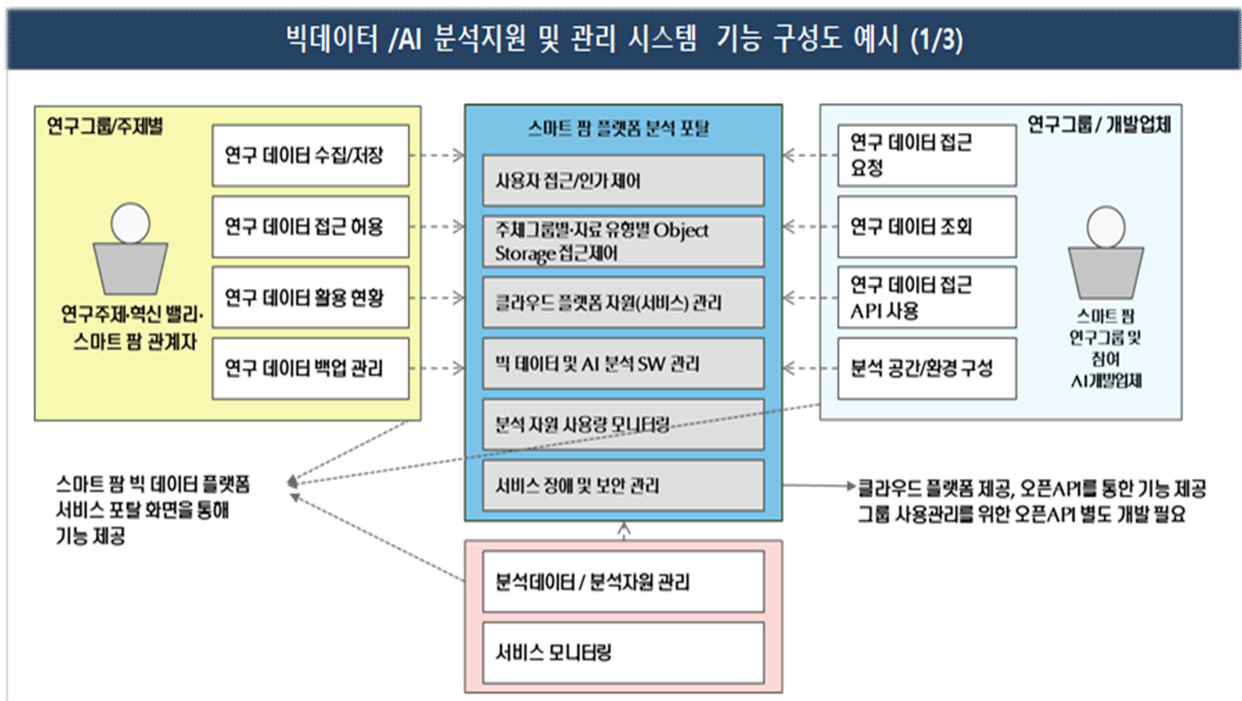 빅데이터 /AI 분석지원 및 관리 시스템 기능 구성도 예시 (1/3)
연구그룹/주제별
연구 데이터 수집/저장
연구 데이터 접근 허용
연구 데이터 활용 현황
연구 데이터 백업 관리
연구주제·혁신 밸리·
스마트 팜 관계자
스마트 팜 플랫폼 분석 포탈
사용자 접근/인가 제어
주체그룹별·자료 유형별 Object
Storage 접근제어
클라우드 플랫폼 자원(서비스) 관리
빅 데이터 및 AI 분석 SW 관리
분석 자원 사용량 모니터링
서비스 장애 및 보안 관리
연구그룹 / 개발업체
연구 데이터 접근
요청
연구 데이터 조회
연구 데이터 접근
API 사용
분석 공간/환경 구성
스마트 팜
연구그룹 및
참여
AI개발업체
스마트 팜 빅 데이터 플랫폼
서비스 포탈 화면을 통해
기능 제공
클라우드 플랫폼 제공, 오픈API를 통한 기능 제공
그룹 사용관리를 위한 오픈API 별도 개발 필요
분석데이터 / 분석자원 관리
서비스 모니터링